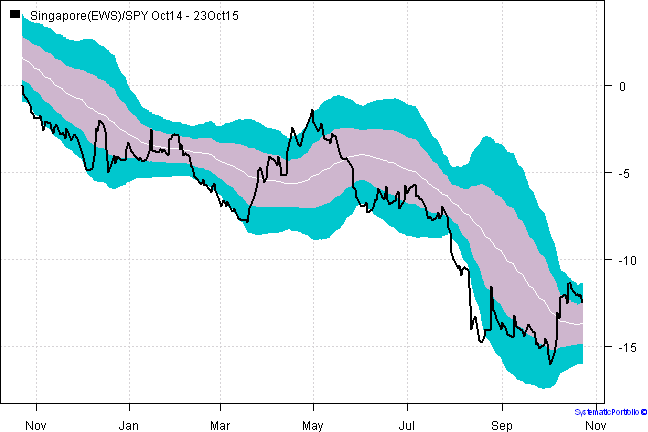 Singapore(EWS)/SPY Oct14 - 23Oct15
0
-5
-10
-15
Nov Jan Mar May Jul Sep Nov
SystematicPortfolio ©